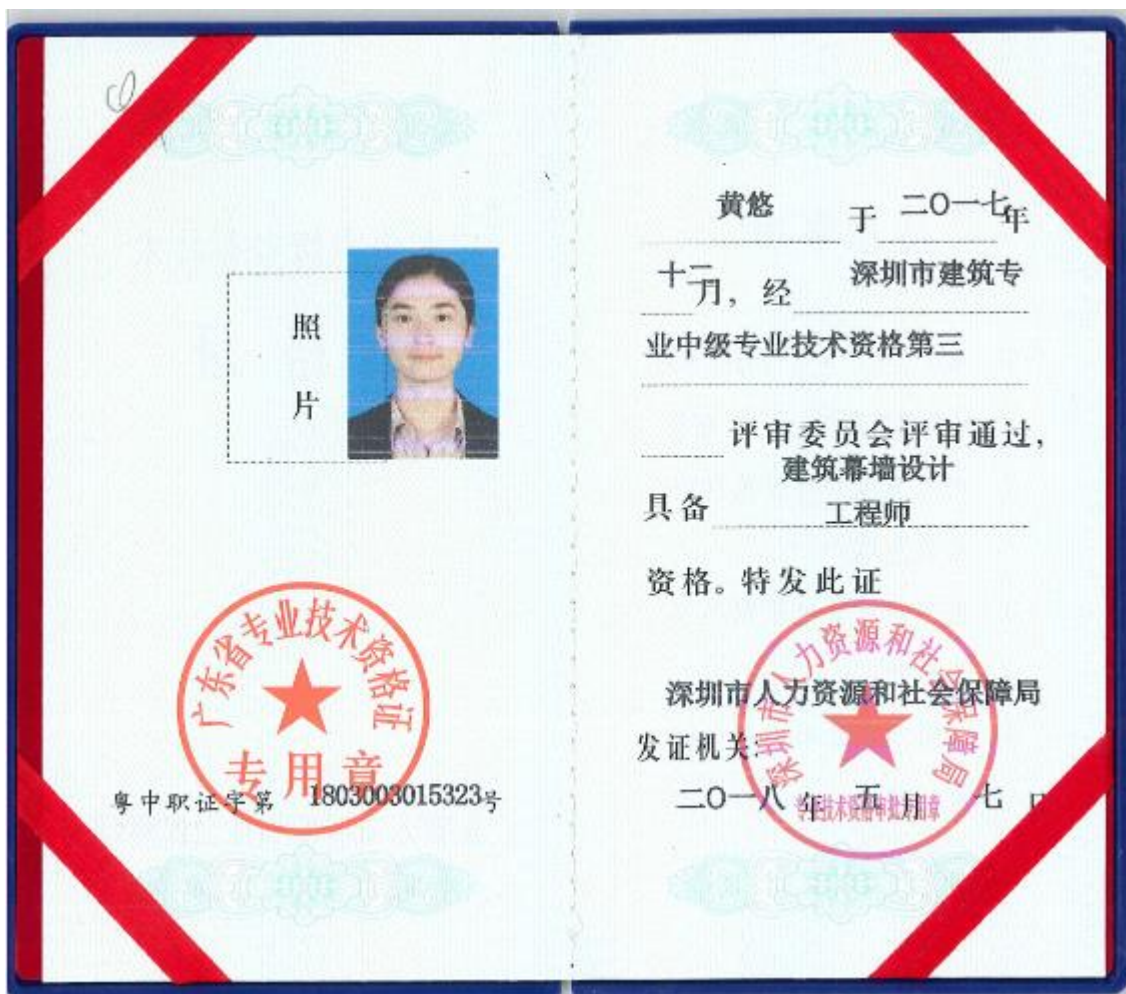 照
片
广东省专业技术资格证
专用章
粤中职证字第 1803003015323号
黄悠 于 二〇一七年
十二月，经 深圳市建筑专
业中级专业技术资格第三
评审委员会评审通过，
建筑幕墙设计
具备 工程师
资格。特发此证
深圳市人力资源和社会保障局
深圳市人力资源和社会保障局
发证机关：
二〇一八 年 五 月 七 日